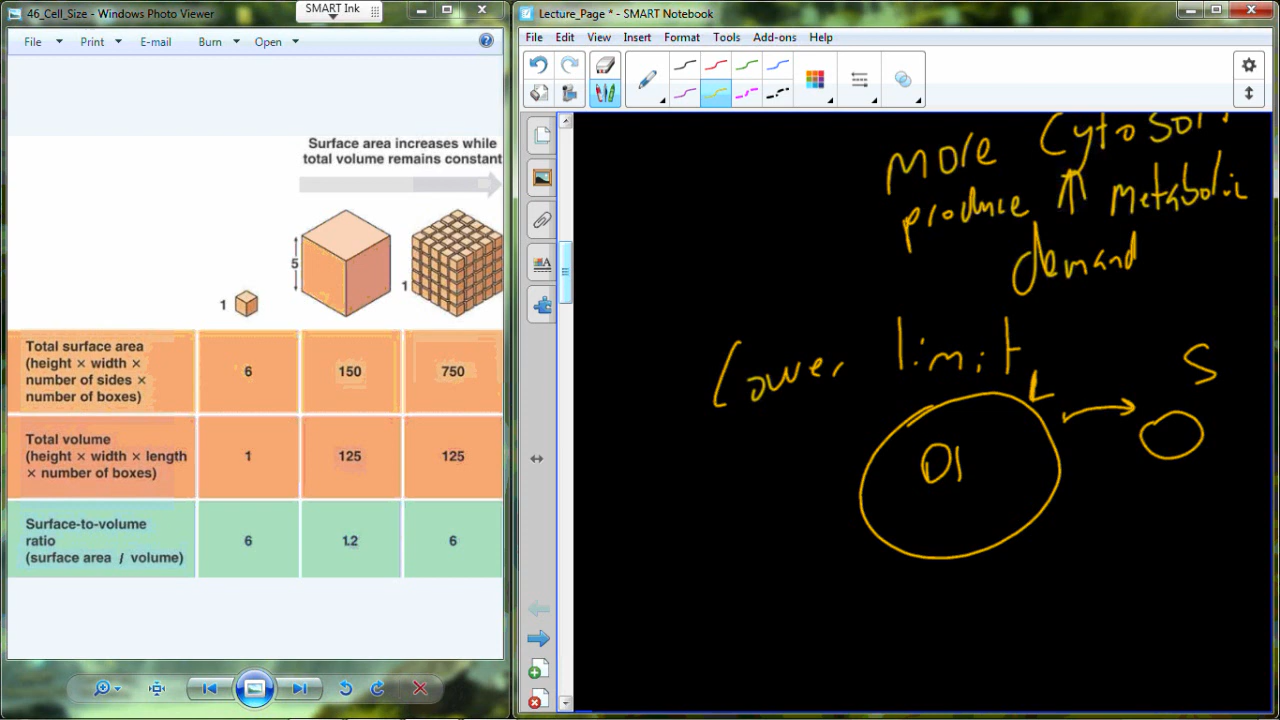 46_Cell_Size - Windows Photo Viewer
SMART Ink
File Print E-mail Burn Open
Surface area increases while
total volume remains constant
5
1
1
Total surface area
(height × width ×
number of sides ×
number of boxes)
6 150 750
Total volume
(height × width × length
× number of boxes)
1 125 125
Surface-to-volume
ratio
(surface area / volume)
6 1.2 6
Lecture_Page * - SMART Notebook
File Edit View Insert Format Tools Add-ons Help
More Cytosol
produce ↑ Metabolic
demand
Lower limit
L
S